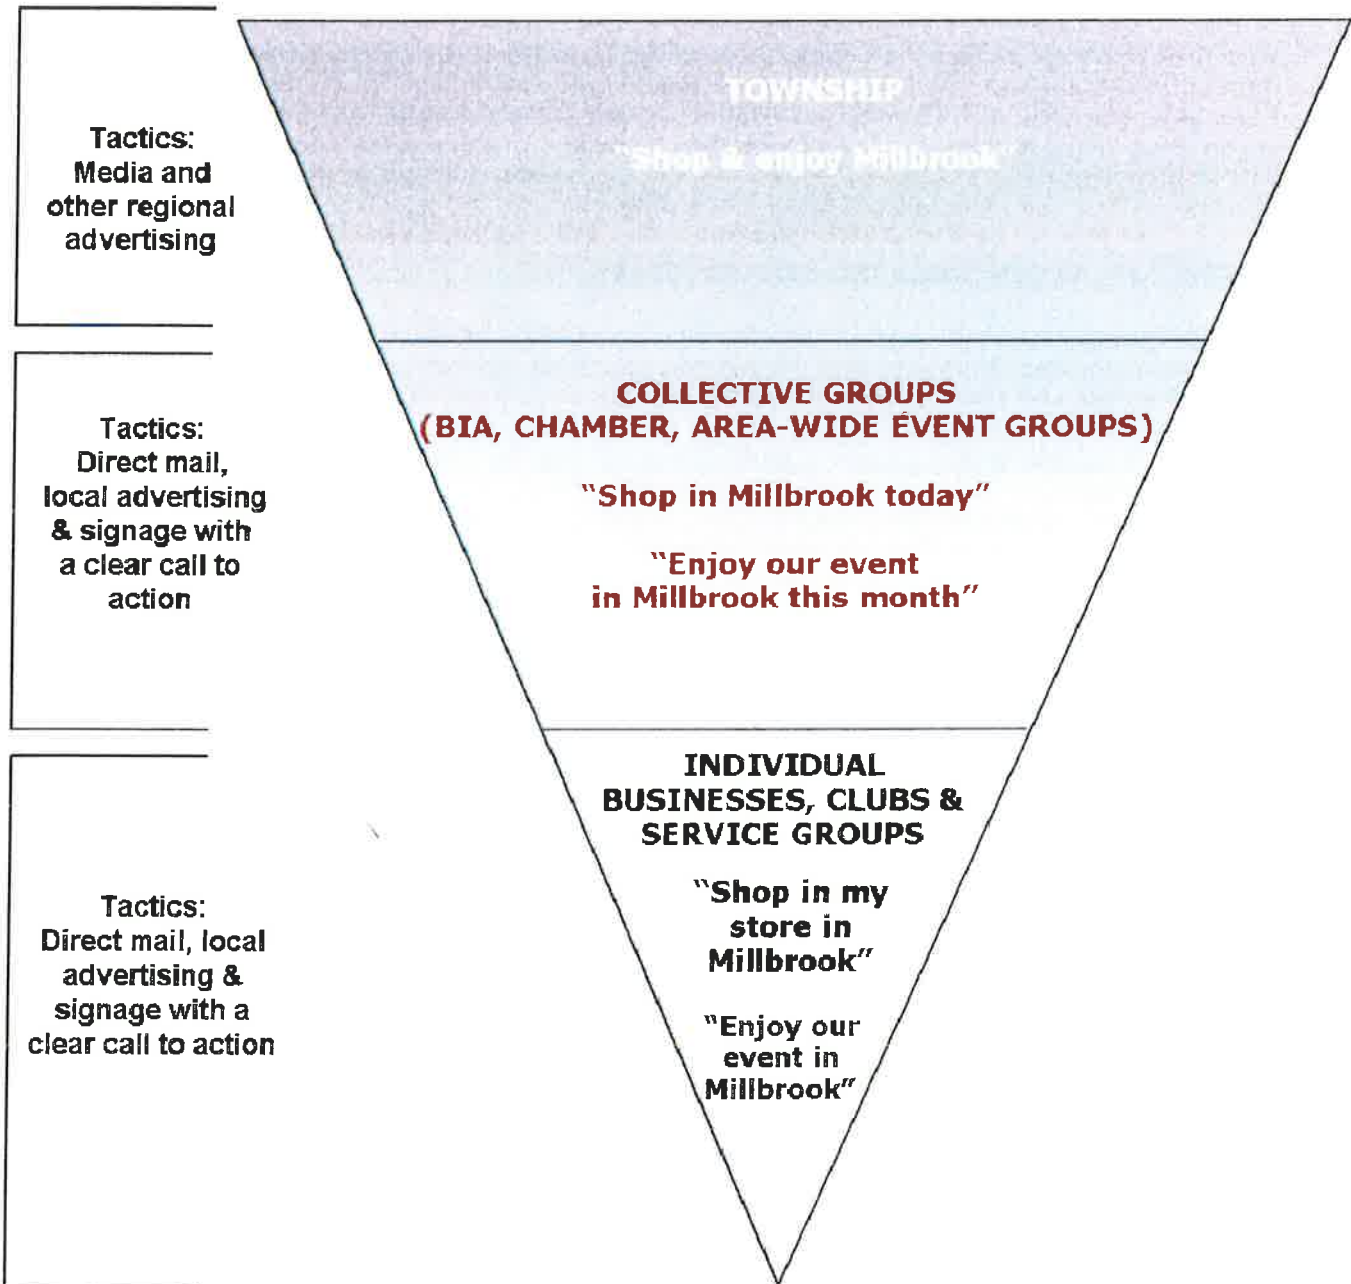 Tactics:
Media and
other regional
advertising
TOWNSHIP
“Shop & enjoy Millbrook”
Tactics:
Direct mail,
local advertising
& signage with
a clear call to
action
COLLECTIVE GROUPS
(BIA, CHAMBER, AREA-WIDE EVENT GROUPS)
“Shop in Millbrook today”
“Enjoy our event
in Millbrook this month”
Tactics:
Direct mail, local
advertising &
signage with a
clear call to action
INDIVIDUAL
BUSINESSES, CLUBS &
SERVICE GROUPS
“Shop in my
store in
Millbrook”
“Enjoy our
event in
Millbrook”